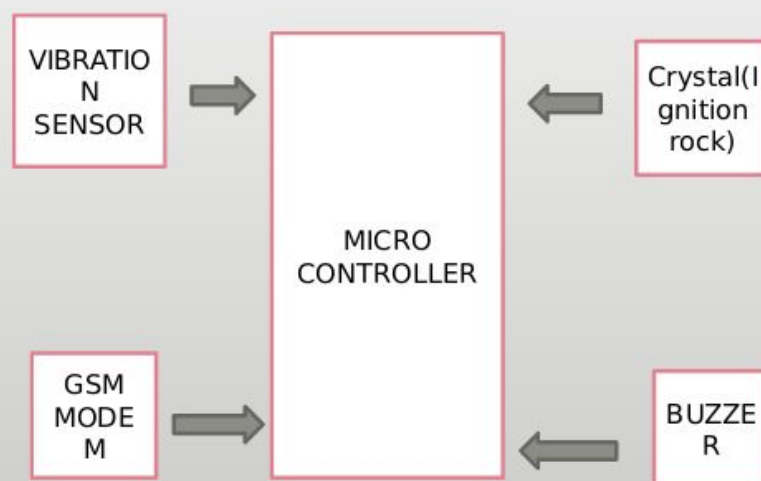 VIBRATIO
N
SENSOR
Crystal(I
gnition
rock)
MICRO
CONTROLLER
GSM
MODE
M
BUZZE
R